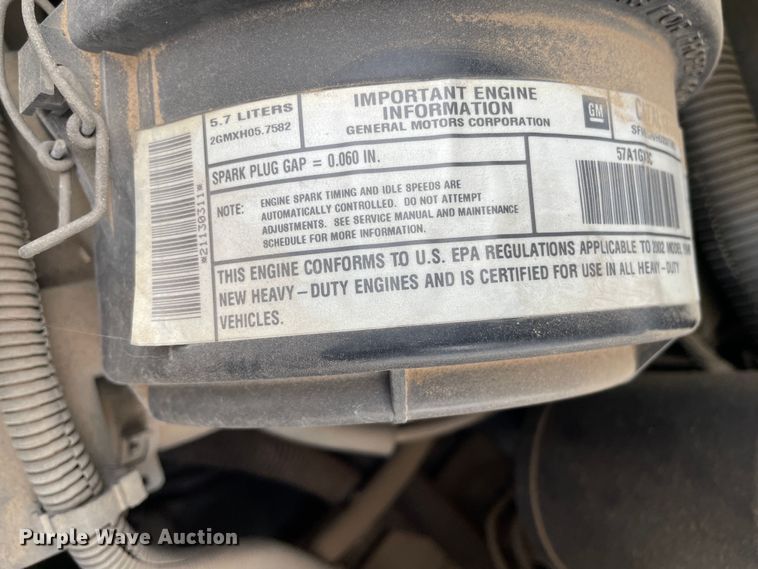 5.7 LITERS
2GMXH05.7582
IMPORTANT ENGINE
INFORMATION
GENERAL MOTORS CORPORATION
GM
SPARK PLUG GAP = 0.060 IN.
NOTE: ENGINE SPARK TIMING AND IDLE SPEEDS ARE
AUTOMATICALLY CONTROLLED. DO NOT ATTEMPT
ADJUSTMENTS. SEE SERVICE MANUAL AND MAINTENANCE
SCHEDULE FOR MORE INFORMATION.
*21130311*
THIS ENGINE CONFORMS TO U.S. EPA REGULATIONS APPLICABLE TO 2002 MODEL YEAR
NEW HEAVY-DUTY ENGINES AND IS CERTIFIED FOR USE IN ALL HEAVY-DUTY
VEHICLES.
Purple Wave Auction